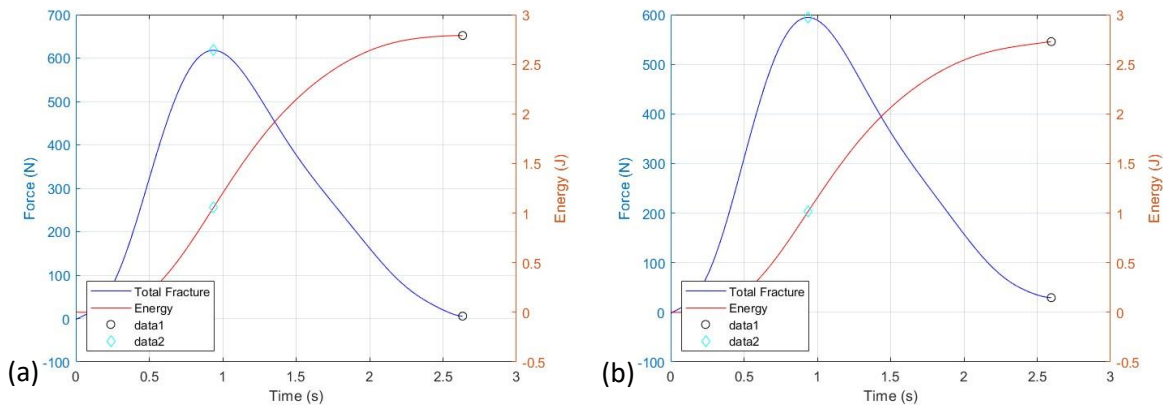 700
600
500
400
300
200
100
0
-100
Force (N)
3
2.5
2
1.5
1
0.5
0
-0.5
Energy (J)
Total Fracture
Energy
data1
data2
0 0.5 1 1.5 2 2.5 3
Time (s)
(a)
600
500
400
300
200
100
0
-100
Force (N)
3
2.5
2
1.5
1
0.5
0
-0.5
Energy (J)
Total Fracture
Energy
data1
data2
0 0.5 1 1.5 2 2.5 3
Time (s)
(b)